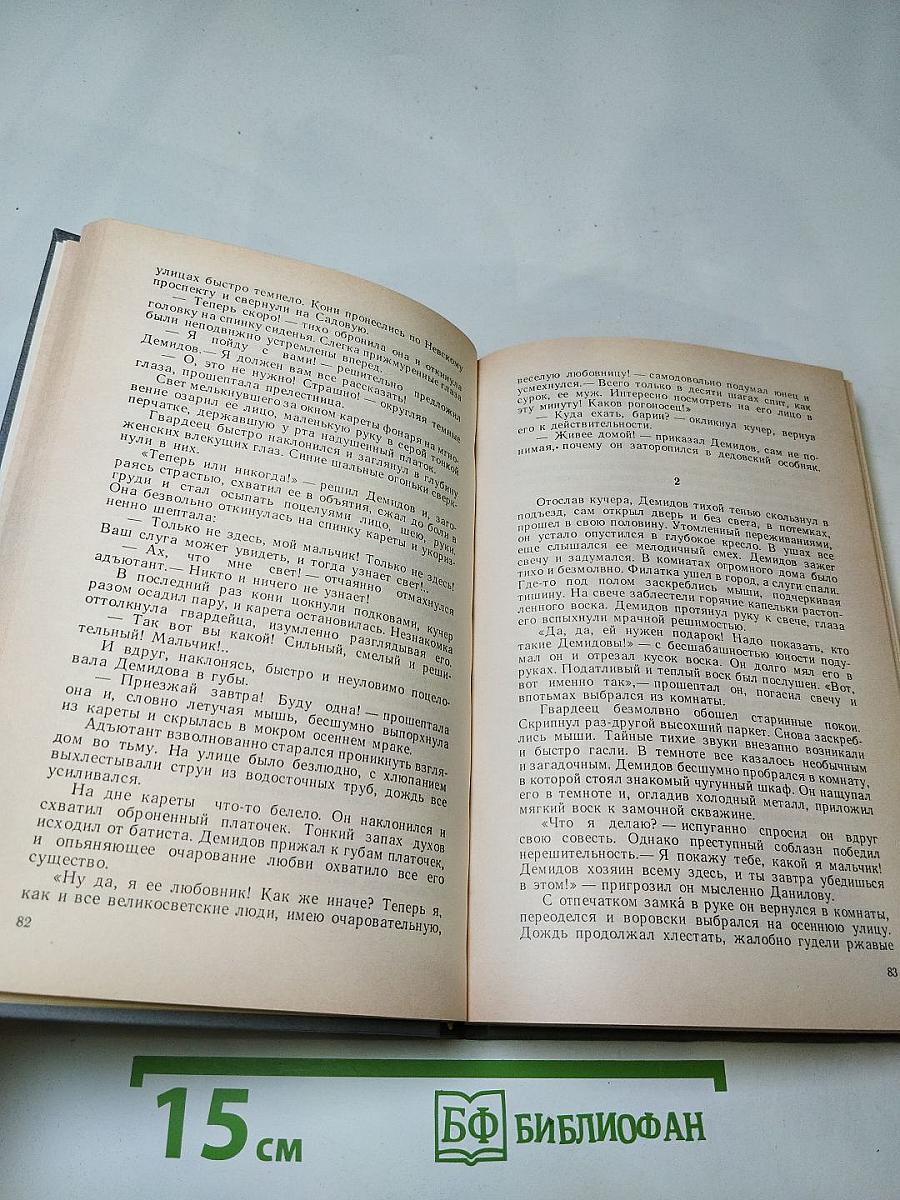 улицах быстро темнело. Кони пронеслись по Невскому
проспекту и свернули на Садовую.
— Теперь скоро! — тихо обронила она и откинула
головку на спинку сиденья. Слегка прижмуренные глаза
были неподвижно устремлены вперед.
— Я пойду с вами! — решительно предложил
Демидов.— Я должен вам все рассказать!
— О, это не нужно! Страшно! — округляя темные
глаза, прошептала прелестница.
Свет мелькнувшего за окном кареты фонаря на мгно-
вение озарил ее лицо, маленькую руку в серой тонкой
перчатке, державшую у рта надушенный платок.
Гвардеец быстро наклонился и заглянул в глубину
женских влекущих глаз. Синие шальные огоньки сверк-
нули в них.
«Теперь или никогда!» — решил Демидов и, заго-
раясь страстью, схватил ее в объятия, сжал до боли в
груди и стал осыпать поцелуями лицо, шею, руки.
Она безвольно откинулась на спинку кареты и укориз-
ненно шептала:
— Только не здесь, мой мальчик! Только не здесь!
Ваш слуга может увидеть, и тогда узнает свет!..
— Ах, что мне свет! — отчаянно отмахнулся
адъютант.— Никто и ничего не узнает!
В последний раз кони цокнули подковами, кучер
разом осадил пару, и карета остановилась. Незнакомка
оттолкнула гвардейца, изумленно разглядывая его.
— Так вот вы какой! Сильный, смелый и реши-
тельный! Мальчик!..
И вдруг, наклонясь, быстро и неуловимо поцело-
вала Демидова в губы.
— Приезжай завтра! Буду одна! — прошептала
она и, словно летучая мышь, бесшумно выпорхнула
из кареты и скрылась в мокром осеннем мраке.
Адъютант взволнованно старался проникнуть взгля-
дом во тьму. На улице было безлюдно, с хлюпанием
выхлестывали струи из водосточных труб, дождь все
усиливался.
На дне кареты что-то белело. Он наклонился и
схватил оброненный платочек. Тонкий запах духов
исходил от батиста. Демидов прижал к губам платочек,
и опьяняющее очарование любви охватило все его
существо.
«Ну да, я ее любовник! Как же иначе? Теперь я,
как и все великосветские люди, имею очаровательную,
82
веселую любовницу! — самодовольно подумал юнец и
усмехнулся.— Всего только в десяти шагах спит, как
сурок, ее муж. Интересно посмотреть на его лицо в
эту минуту! Каков рогоносец!»
— Куда ехать, барин? — окликнул кучер, вернув
его к действительности.
— Живее домой! — приказал Демидов, сам не по-
нимая, почему он заторопился в дедовский особняк.
2
Отослав кучера, Демидов тихой тенью скользнул в
подъезд, сам открыл дверь и без света, в потемках,
прошел в свою половину. Утомленный переживаниями,
он устало опустился в глубокое кресло. В ушах все
еще слышался ее мелодичный смех. Демидов зажег
свечу и задумался. В комнатах огромного дома было
тихо и безмолвно. Филатка ушел в город, а слуги спали.
Где-то под полом заскреблись мыши, подчеркивая
тишину. На свече заблестели горячие капельки растоп-
ленного воска. Демидов протянул руку к свече, глаза
его вспыхнули мрачной решимостью.
«Да, да, ей нужен подарок! Надо показать, кто
такие Демидовы!» — с бесшабашностью юности поду-
мал он и отрезал кусок воска. Он долго мял его в
руках. Податливый и теплый воск был послушен. «Вот,
вот именно так»,— прошептал он, погасил свечу и
впотьмах выбрался из комнаты.
Гвардеец безмолвно обошел старинные покои.
Скрипнул раз-другой высохший паркет. Снова заскреб-
лись мыши. Тайные тихие звуки внезапно возникали
и быстро гасли. В темноте все казалось необычным
и загадочным. Демидов бесшумно пробрался в комнату,
в которой стоял знакомый чугунный шкаф. Он нащупал
его в темноте и, огладив холодный металл, приложил
мягкий воск к замочной скважине.
«Что я делаю? — испуганно спросил он вдруг
свою совесть. Однако преступный соблазн победил
нерешительность.— Я покажу тебе, какой я мальчик!
Демидов хозяин всему здесь, и ты завтра убедишься
в этом!» — пригрозил он мысленно Данилову.
С отпечатком замка́ в руке он вернулся в комнаты,
переоделся и воровски выбрался на осеннюю улицу.
Дождь продолжал хлестать, жалобно гудели ржавые
83
15 см
БФ БИБЛИОФАН